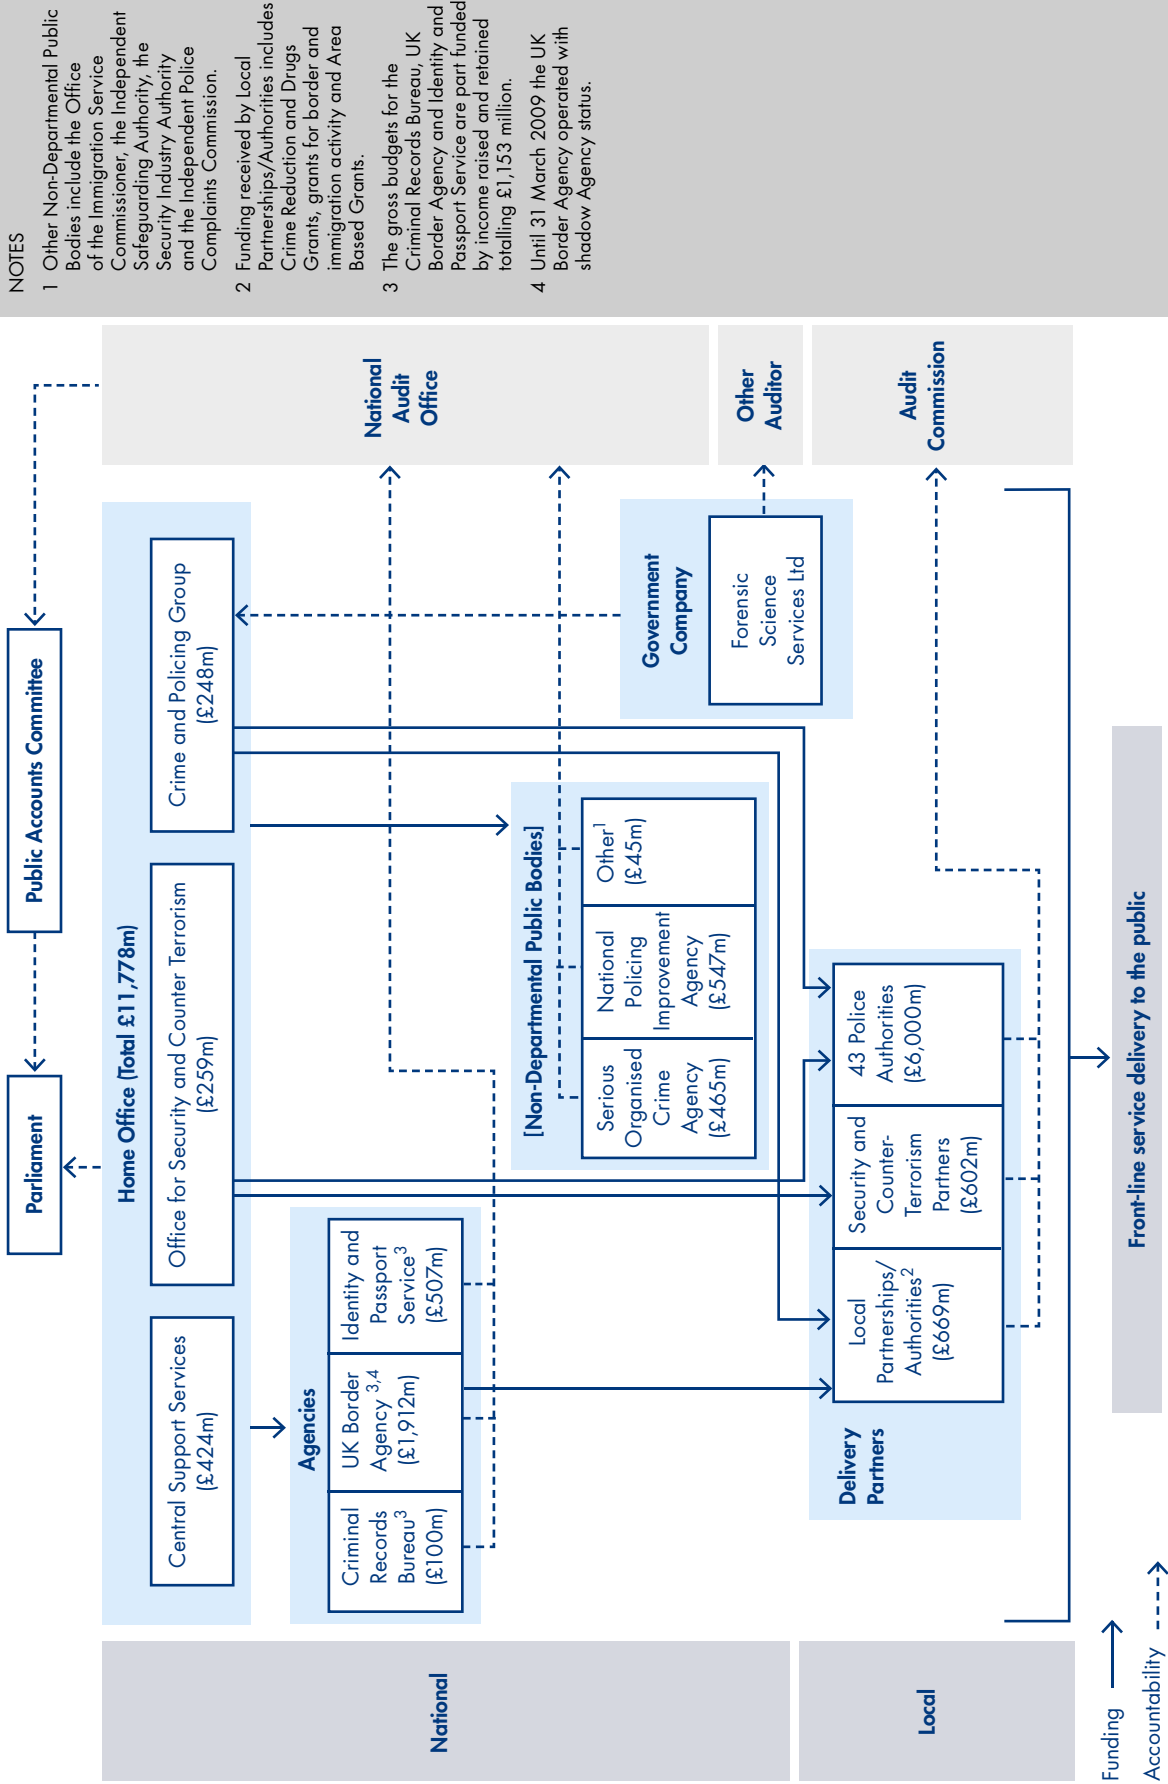 Public Accounts Committee
Parliament
National
Home Office (Total £11,778m)
Central Support Services
(£424m)
Office for Security and Counter Terrorism
(£259m)
Crime and Policing Group
(£248m)
National
Audit
Office
Agencies
Criminal
Records
Bureau3
(£100m)
UK Border
Agency 3,4
(£1,912m)
Identity and
Passport
Service3
(£507m)
[Non-Departmental Public Bodies]
Serious
Organised
Crime
Agency
(£465m)
National
Policing
Improvement
Agency
(£547m)
Other1
(£45m)
Government
Company
Forensic
Science
Services Ltd
Other
Auditor
Local
Delivery
Partners
Local
Partnerships/
Authorities2
(£669m)
Security and
Counter-
Terrorism
Partners
(£602m)
43 Police
Authorities
(£6,000m)
Audit
Commission
Front-line service delivery to the public
Funding
Accountability
NOTES
1 Other Non-Departmental Public
Bodies include the Office
of the Immigration Service
Commissioner, the Independent
Safeguarding Authority, the
Security Industry Authority
and the Independent Police
Complaints Commission.
2 Funding received by Local
Partnerships/Authorities includes
Crime Reduction and Drugs
Grants, grants for border and
immigration activity and Area
Based Grants.
3 The gross budgets for the
Criminal Records Bureau, UK
Border Agency and Identity and
Passport Service are part funded
by income raised and retained
totalling £1,153 million.
4 Until 31 March 2009 the UK
Border Agency operated with
shadow Agency status.